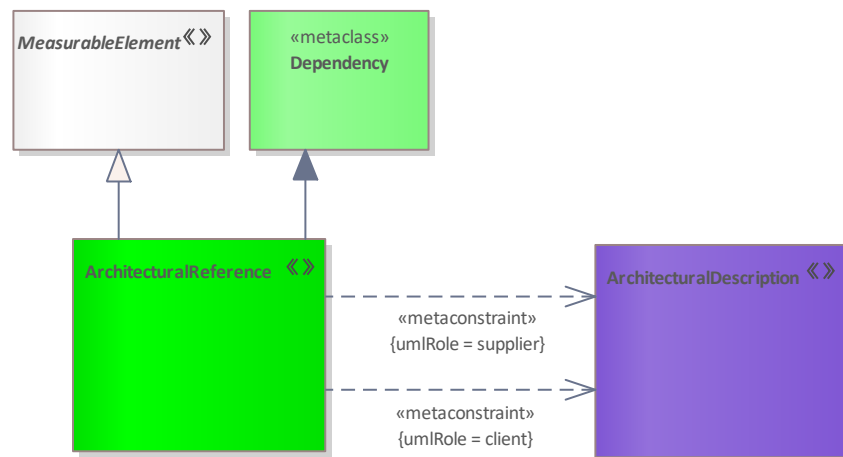 MeasurableElement «»
«metaclass»
Dependency
ArchitecturalReference «»
ArchitecturalDescription «»
«metaconstraint»
{umlRole = supplier}
«metaconstraint»
{umlRole = client}